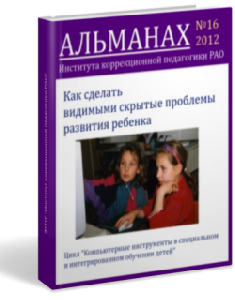 АЛЬМАНАХ
№16
2012
Института коррекционной педагогики РАО
Как сделать
видимыми скрытые проблемы
развития ребенка
Цикл "Компьютерные инструменты в специальном
и интегрированном обучении детей"